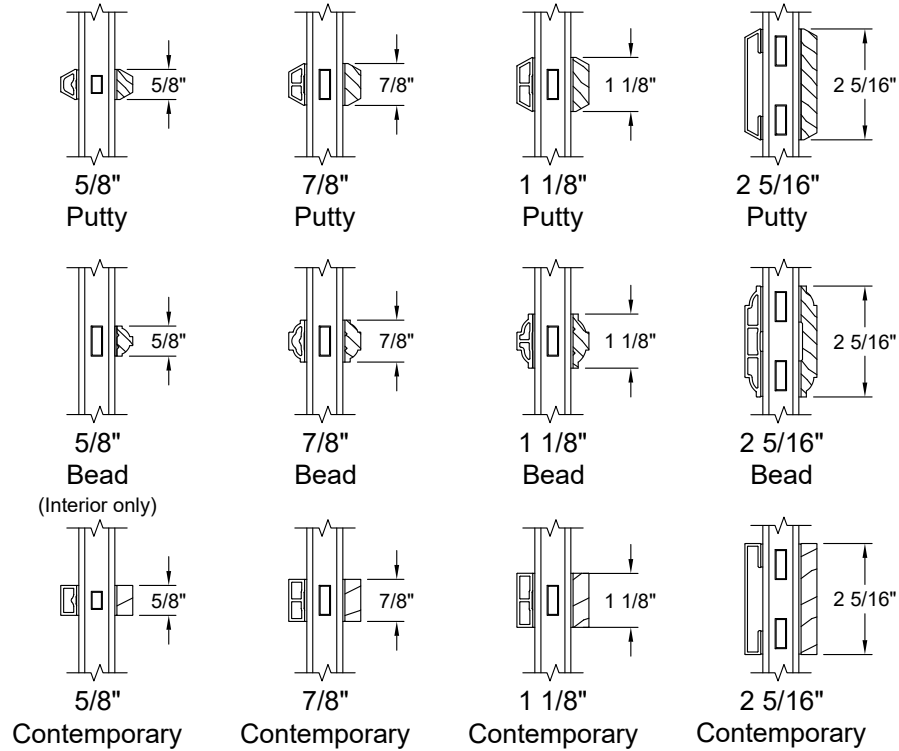 5/8" 7/8" 1 1/8" 2 5/16"
5/8" 7/8" 1 1/8" 2 5/16"
Putty Putty Putty Putty
5/8" 7/8" 1 1/8" 2 5/16"
5/8" 7/8" 1 1/8" 2 5/16"
Bead Bead Bead Bead
(Interior only)
5/8" 7/8" 1 1/8" 2 5/16"
5/8" 7/8" 1 1/8" 2 5/16"
Contemporary Contemporary Contemporary Contemporary